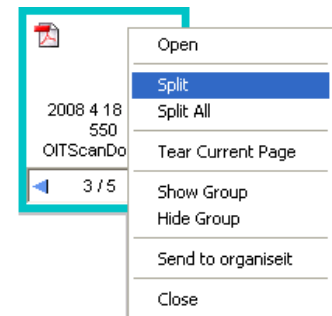 2008 4 18
550
OITScanDo
3 / 5
Open
Split
Split All
Tear Current Page
Show Group
Hide Group
Send to organiseit
Close